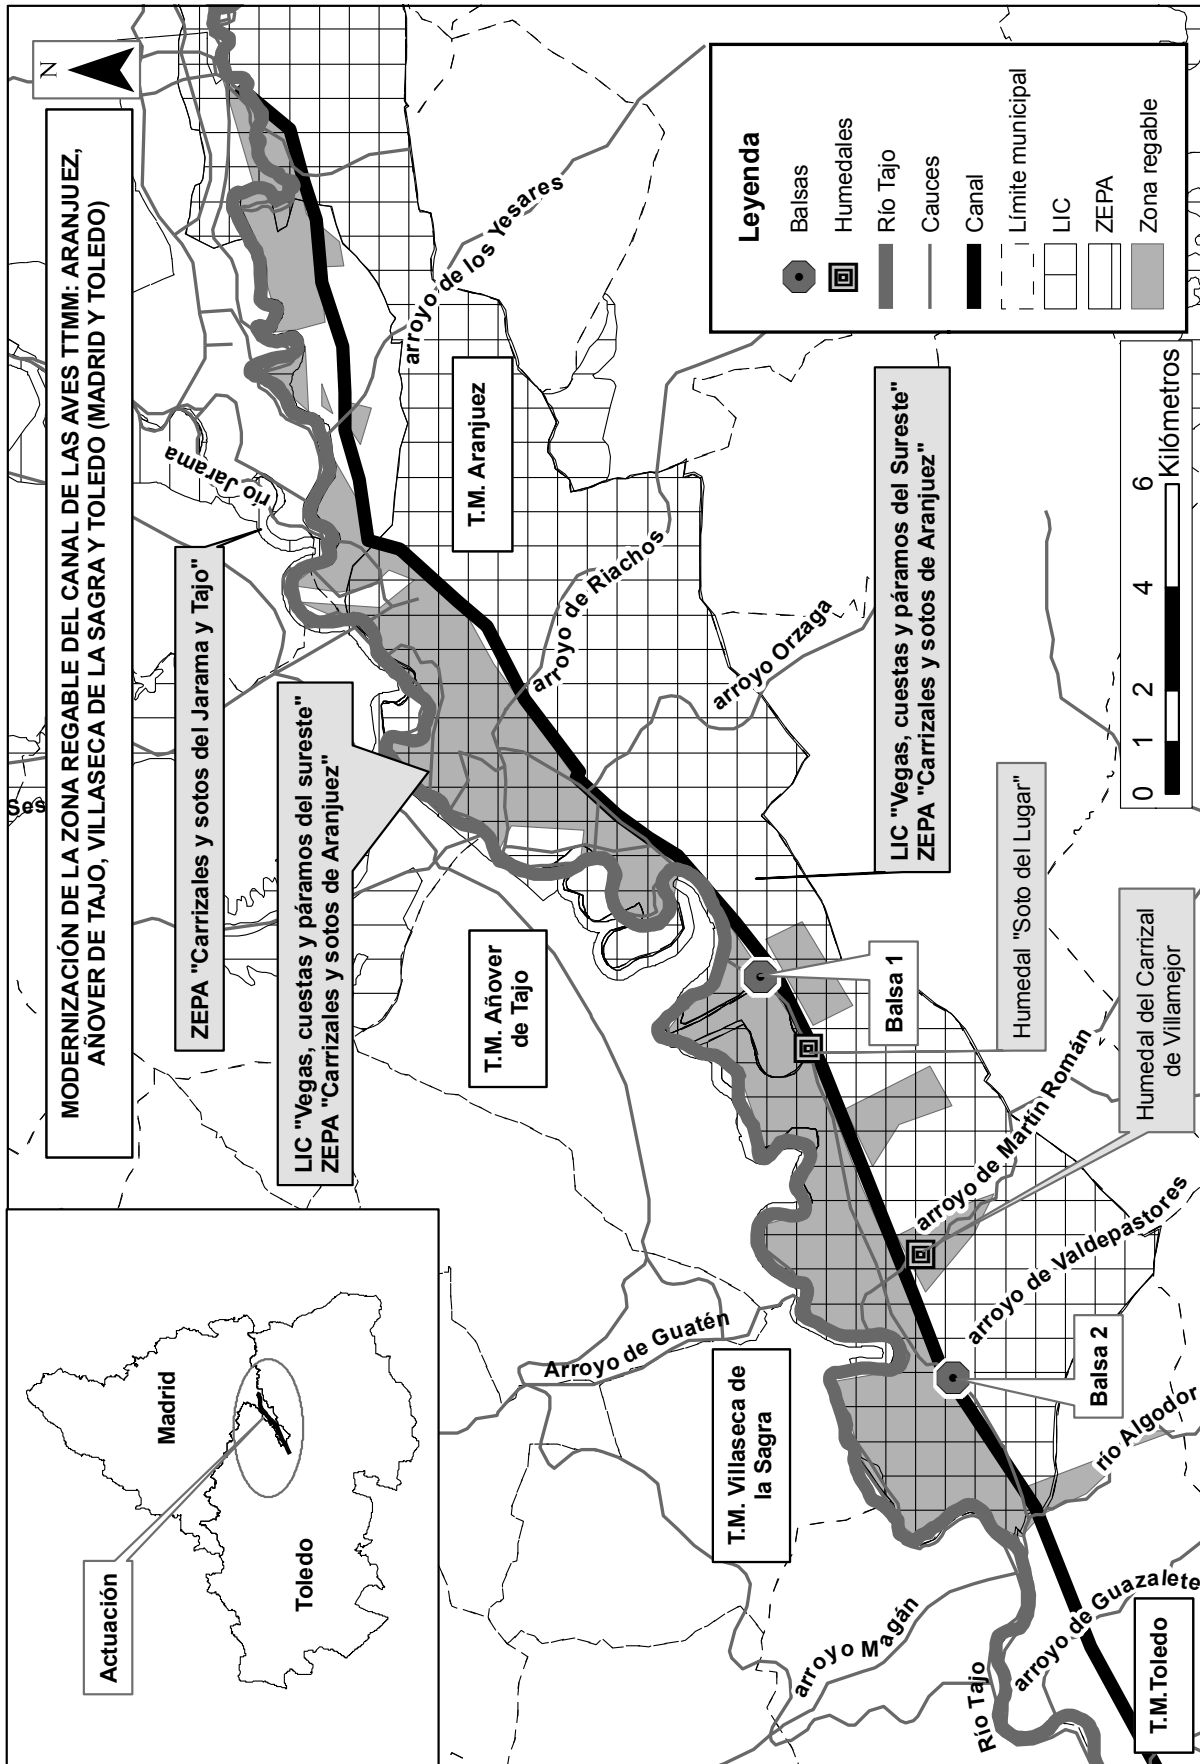 MODERNIZACIÓN DE LA ZONA REGABLE DEL CANAL DE LAS AVES TTMM: ARANJUEZ,
AÑOVER DE TAJO, VILLASECA DE LA SAGRA Y TOLEDO (MADRID Y TOLEDO)
N
Actuación
Madrid
Toledo
Ses
ZEPA "Carrizales y sotos del Jarama y Tajo"
río Jarama
LIC "Vegas, cuestas y páramos del sureste"
ZEPA "Carrizales y sotos de Aranjuez"
T.M. Añover
de Tajo
T.M. Aranjuez
arroyo de los Yesares
arroyo de Riachos
arroyo Orzaga
Arroyo de Guatén
T.M. Villaseca de
la Sagra
LIC "Vegas, cuestas y páramos del Sureste"
ZEPA "Carrizales y sotos de Aranjuez"
Balsa 1
Humedal "Soto del Lugar"
arroyo de Martín Román
Humedal del Carrizal
de Villamejor
arroyo de Valdepastores
Balsa 2
río Algodor
arroyo Magán
Río Tajo
arroyo de Guazalete
T.M.Toledo
Leyenda
Balsas
Humedales
Río Tajo
Cauces
Canal
Límite municipal
LIC
ZEPA
Zona regable
0 1 2 4 6
Kilómetros